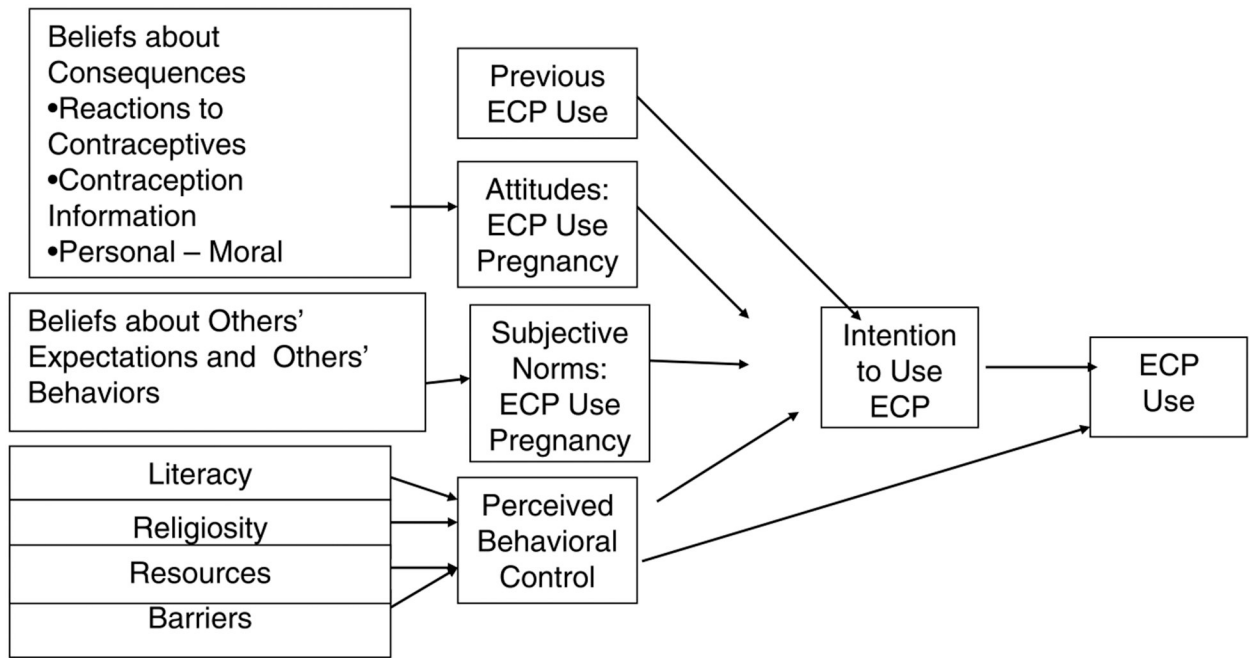 Beliefs about
Consequences
•Reactions to
Contraceptives
•Contraception
Information
•Personal – Moral
Previous
ECP Use
Attitudes:
ECP Use
Pregnancy
Beliefs about Others’
Expectations and Others’
Behaviors
Subjective
Norms:
ECP Use
Pregnancy
Literacy
Religiosity
Resources
Barriers
Perceived
Behavioral
Control
Intention
to Use
ECP
ECP
Use